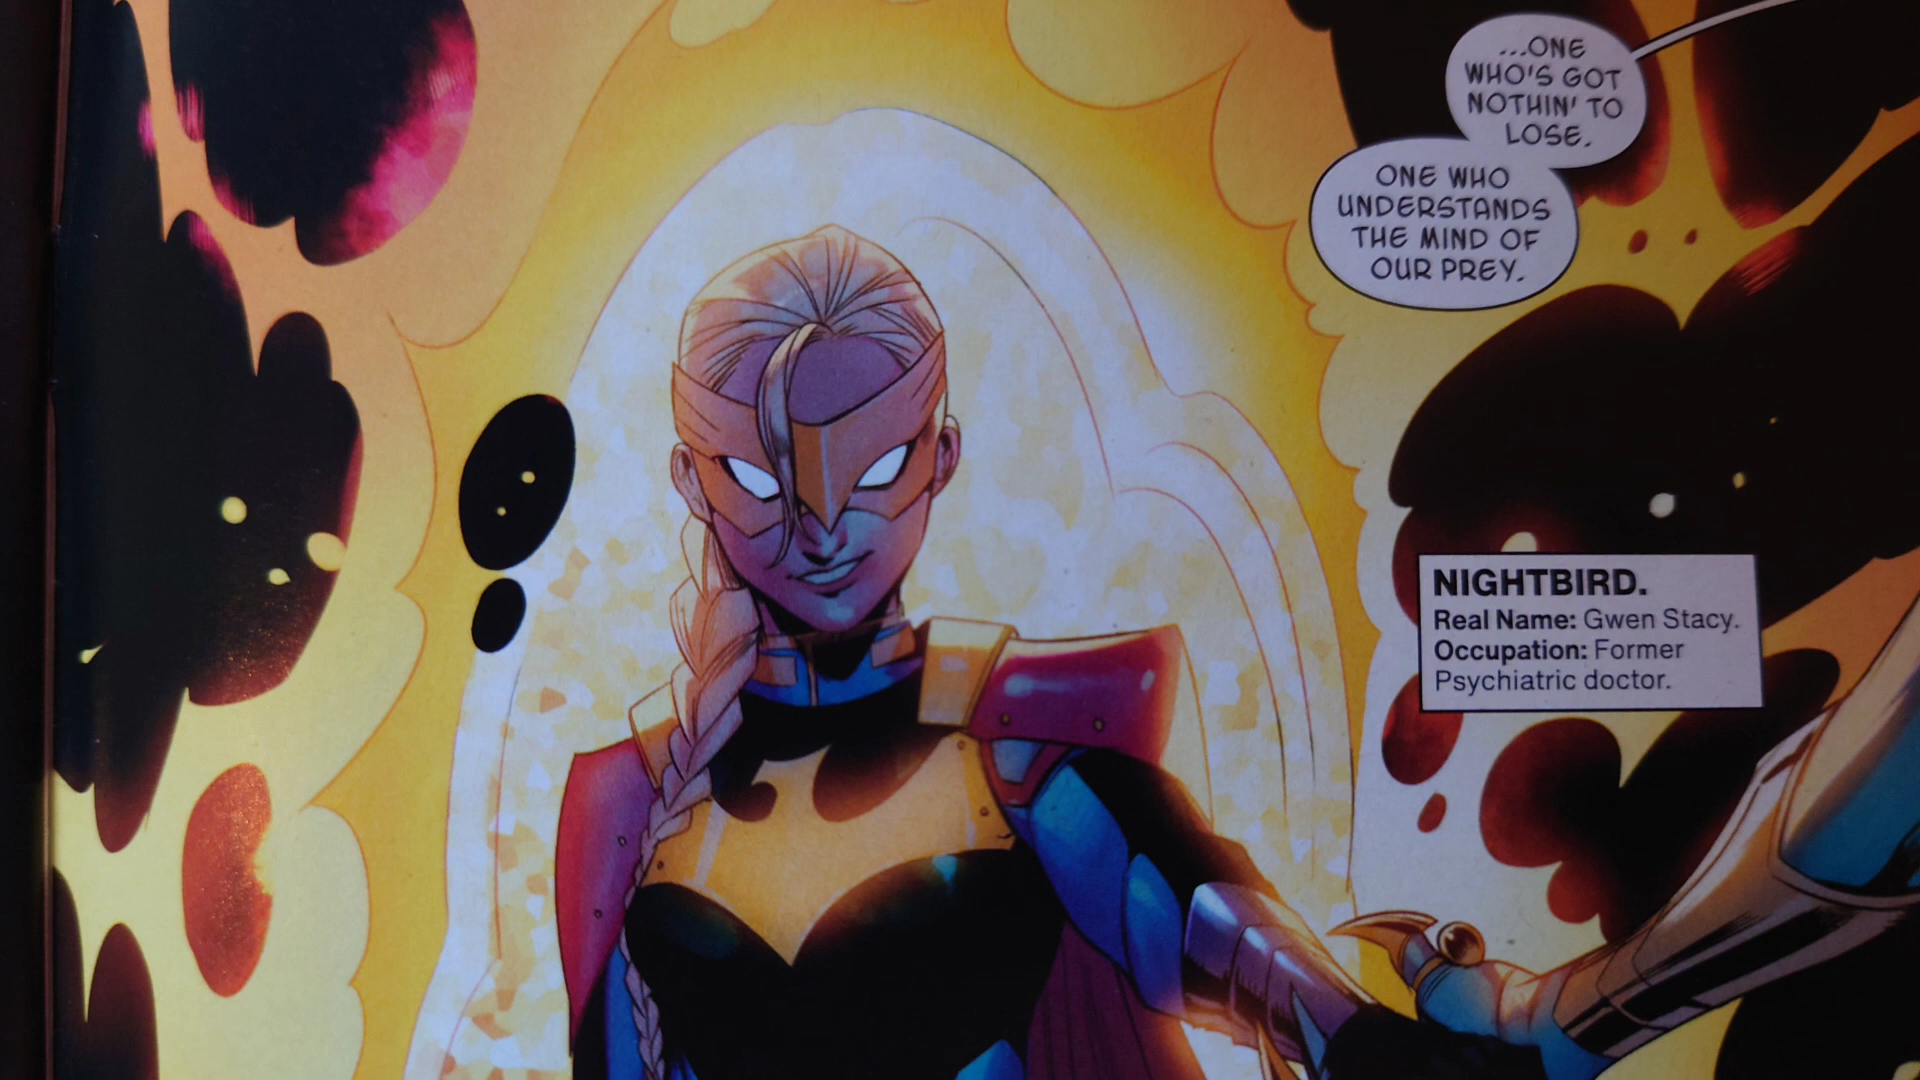 ...ONE
WHO'S GOT
NOTHIN' TO
LOSE.
ONE WHO
UNDERSTANDS
THE MIND OF
OUR PREY.
NIGHTBIRD.
Real Name: Gwen Stacy.
Occupation: Former
Psychiatric doctor.